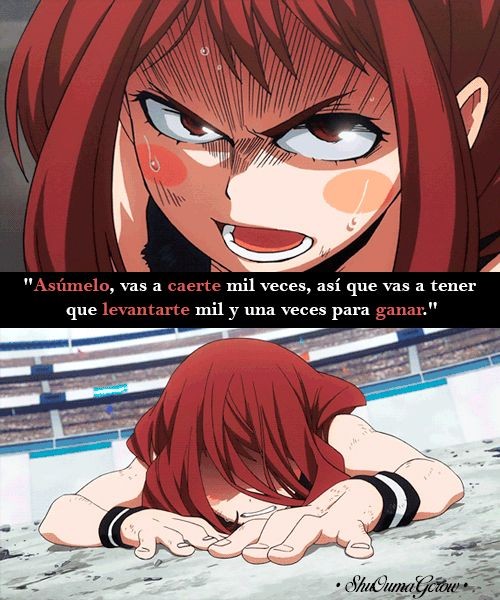 "Asúmelo, vas a caerte mil veces, así que vas a tener
que levantarte mil y una veces para ganar."
• ShuOumaGcrow •